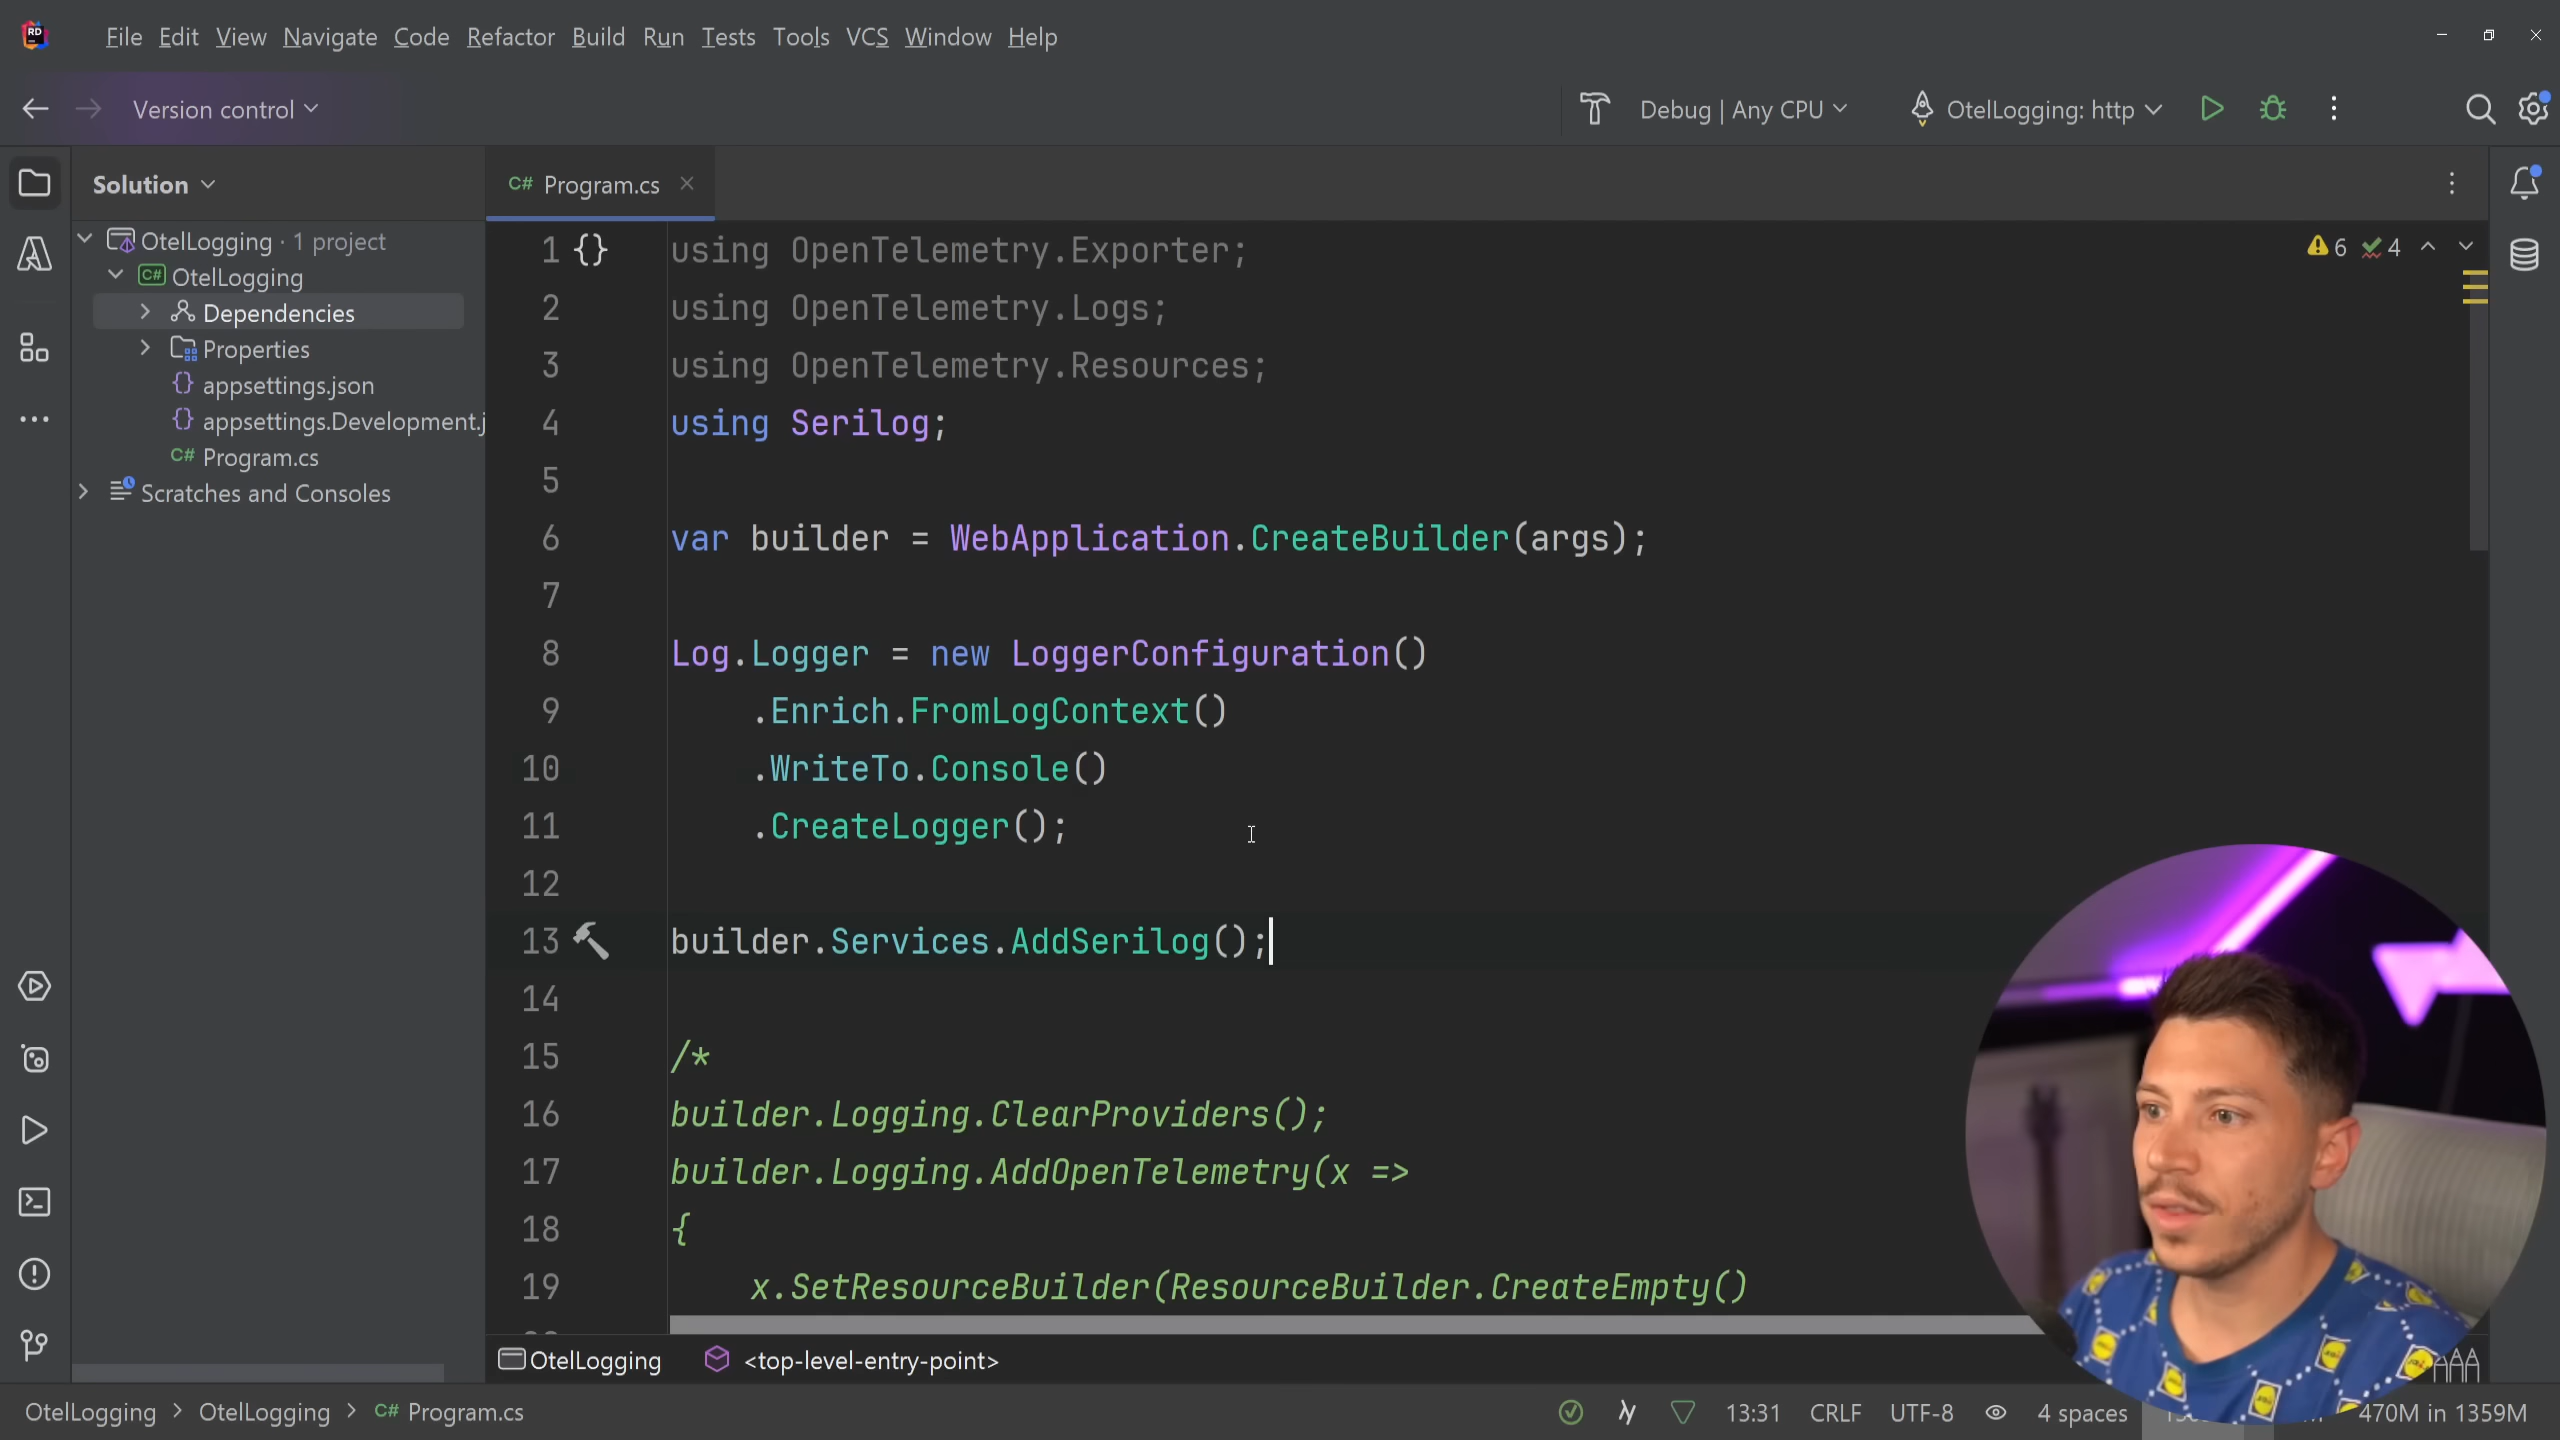 RD
File Edit View Navigate Code Refactor Build Run Tests Tools VCS Window Help
Version control
Debug | Any CPU
OtelLogging: http
Solution
C# Program.cs
OtelLogging · 1 project
C# OtelLogging
Dependencies
Properties
{} appsettings.json
{} appsettings.Development.j
C# Program.cs
Scratches and Consoles
6 4
1 {} using OpenTelemetry.Exporter;
2 using OpenTelemetry.Logs;
3 using OpenTelemetry.Resources;
4 using Serilog;
5
6 var builder = WebApplication.CreateBuilder(args);
7
8 Log.Logger = new LoggerConfiguration()
9 .Enrich.FromLogContext()
10 .WriteTo.Console()
11 .CreateLogger();
12
13 builder.Services.AddSerilog();
14
15 /*
16 builder.Logging.ClearProviders();
17 builder.Logging.AddOpenTelemetry(x =>
18 {
19 x.SetResourceBuilder(ResourceBuilder.CreateEmpty()
OtelLogging <top-level-entry-point>
OtelLogging > OtelLogging > C# Program.cs
13:31 CRLF UTF-8 4 spaces 470M in 1359M